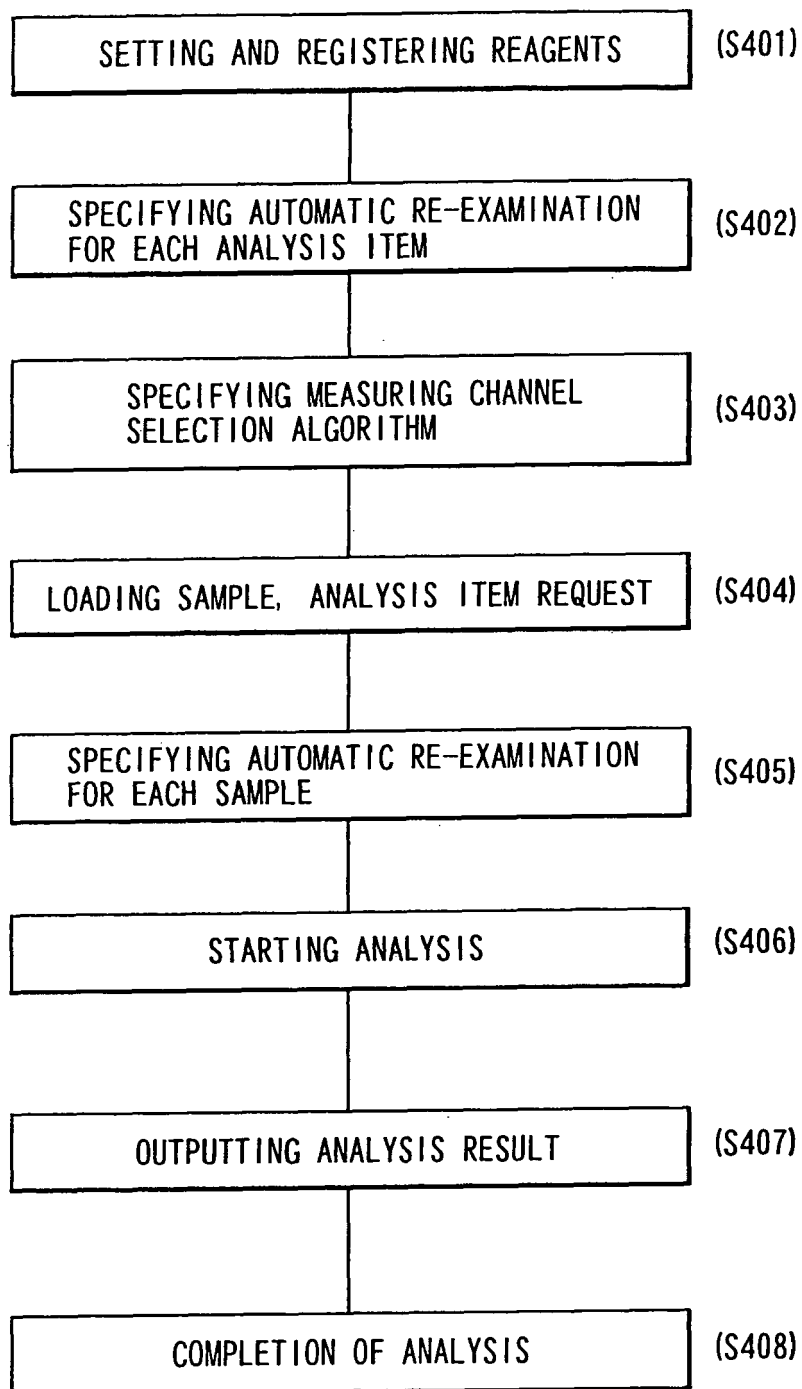 SETTING AND REGISTERING REAGENTS (S401)
SPECIFYING AUTOMATIC RE-EXAMINATION
FOR EACH ANALYSIS ITEM
(S402)
SPECIFYING MEASURING CHANNEL
SELECTION ALGORITHM
(S403)
LOADING SAMPLE, ANALYSIS ITEM REQUEST (S404)
SPECIFYING AUTOMATIC RE-EXAMINATION
FOR EACH SAMPLE
(S405)
STARTING ANALYSIS (S406)
OUTPUTTING ANALYSIS RESULT (S407)
COMPLETION OF ANALYSIS (S408)